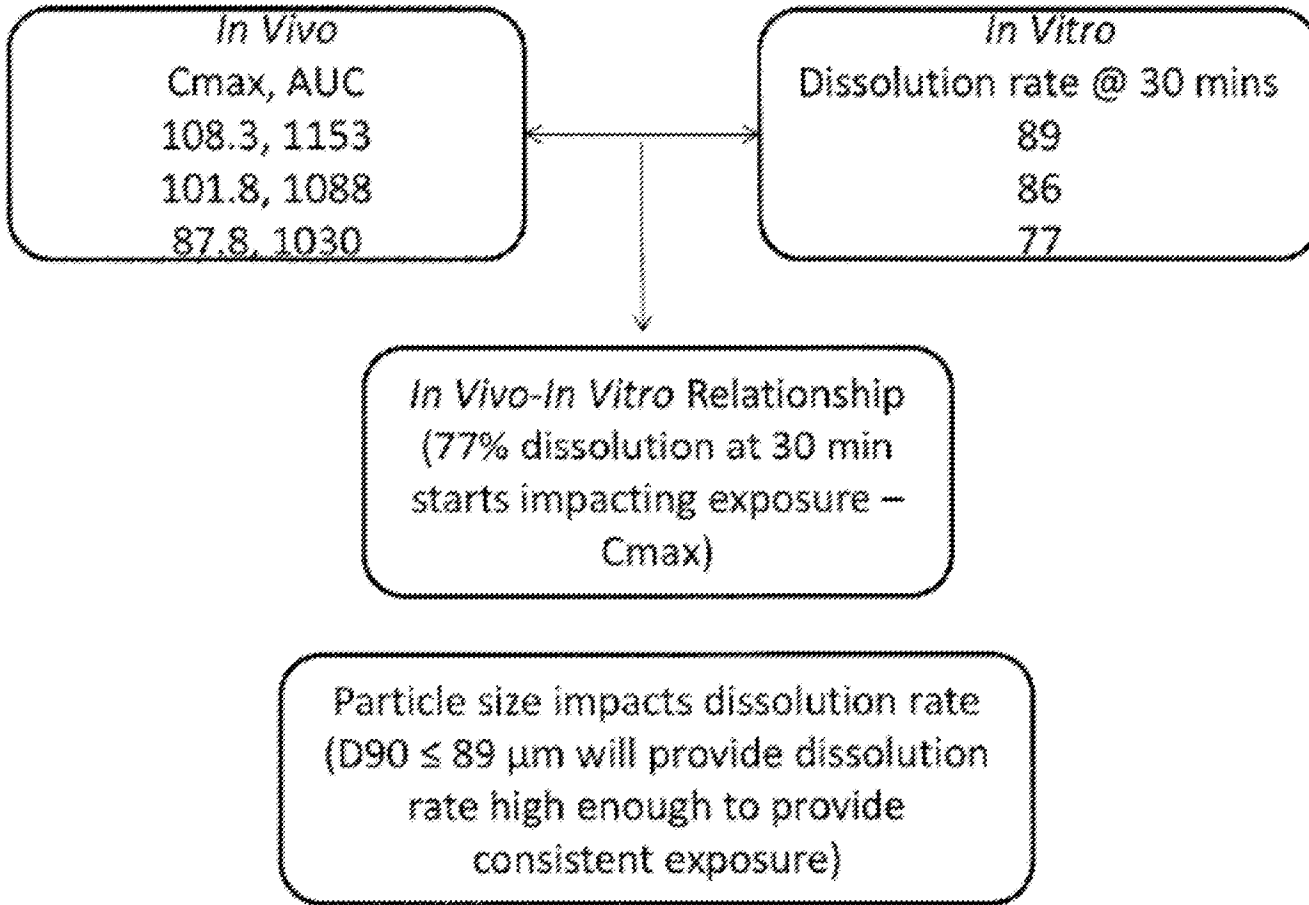 In Vivo
Cmax, AUC
108.3, 1153
101.8, 1088
87.8, 1030
In Vitro
Dissolution rate @ 30 mins
89
86
77
In Vivo-In Vitro Relationship
(77% dissolution at 30 min
starts impacting exposure –
Cmax)
Particle size impacts dissolution rate
(D90 ≤ 89 µm will provide dissolution
rate high enough to provide
consistent exposure)